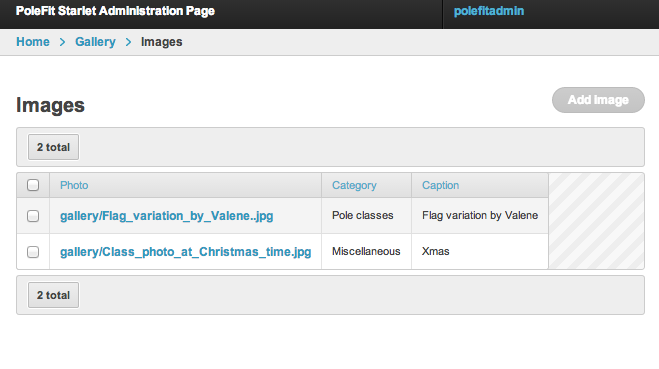 PoleFit Starlet Administration Page polefitadmin
Home > Gallery > Images
Images Add Image
2 total
Photo Category Caption
gallery/Flag_variation_by_Valene..jpg Pole classes Flag variation by Valene
gallery/Class_photo_at_Christmas_time.jpg Miscellaneous Xmas
2 total